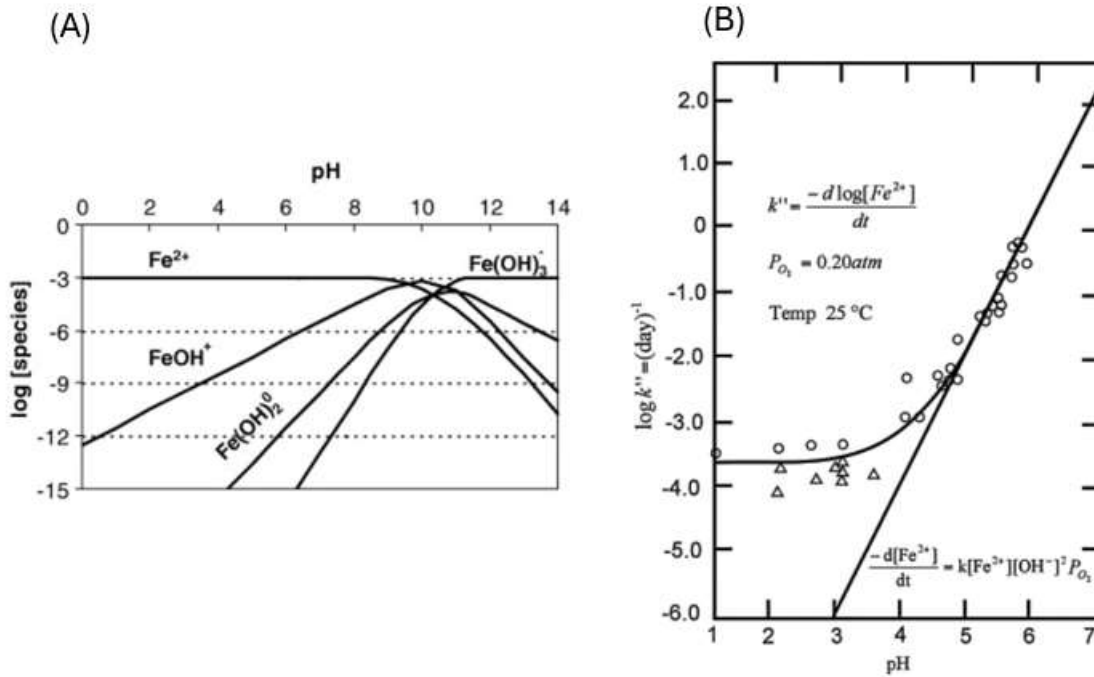 (A)
pH
0 2 4 6 8 10 12 14
0
-3
-6
-9
-12
-15
log [species]
Fe²⁺
Fe(OH)₃⁻
FeOH⁺
Fe(OH)₂⁰
(B)
2.0
1.0
0
-1.0
-2.0
-3.0
-4.0
-5.0
-6.0
log k''=(day)⁻¹
k''= -d log[Fe²⁺] / dt
P_O₂ = 0.20atm
Temp 25 °C
-d[Fe²⁺] / dt = k[Fe²⁺][OH⁻]²P_O₂
1 2 3 4 5 6 7
pH